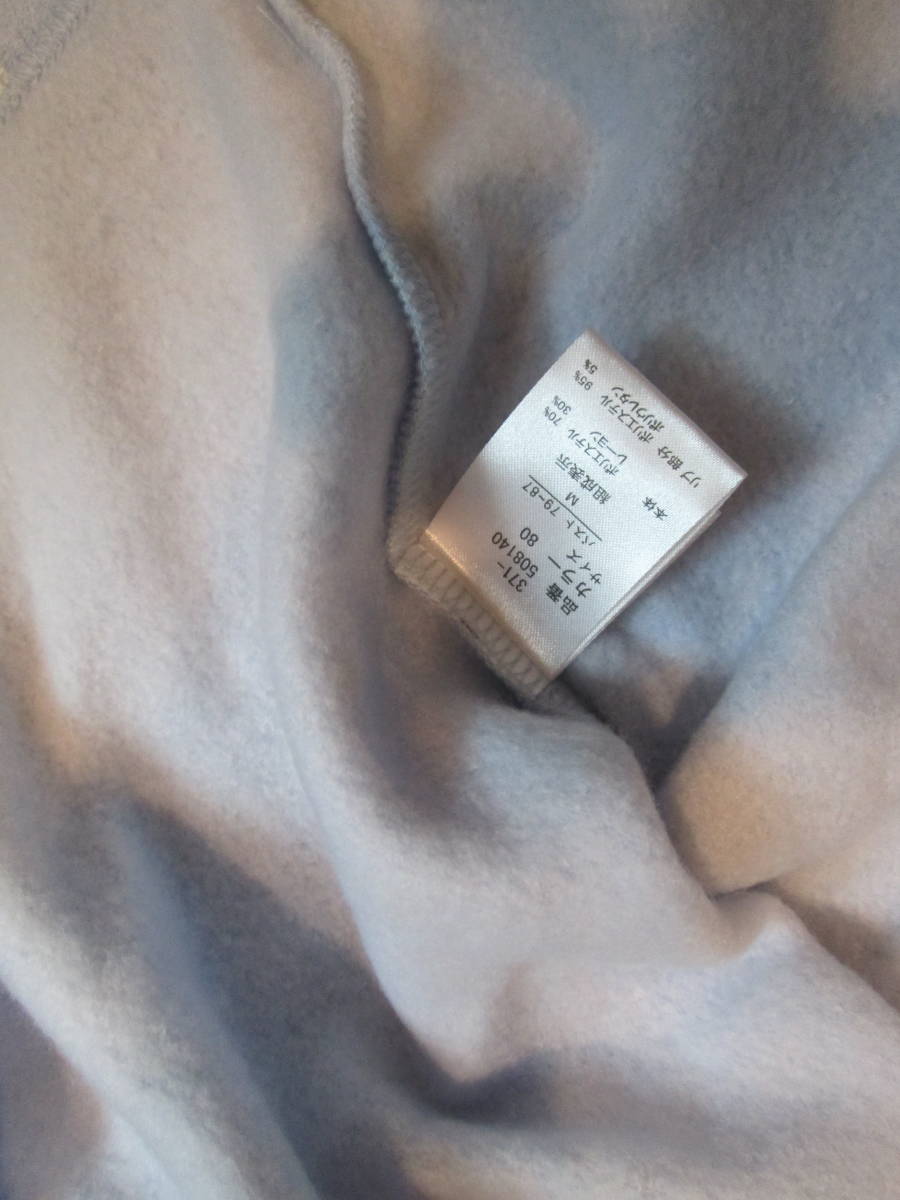 品番 371-
508140
カラー 80
サイズ M
バスト 79~87
組成表示
本体 ポリエステル 70%
レーヨン 30%
リブ部分 ポリエステル 95%
ポリウレタン 5%